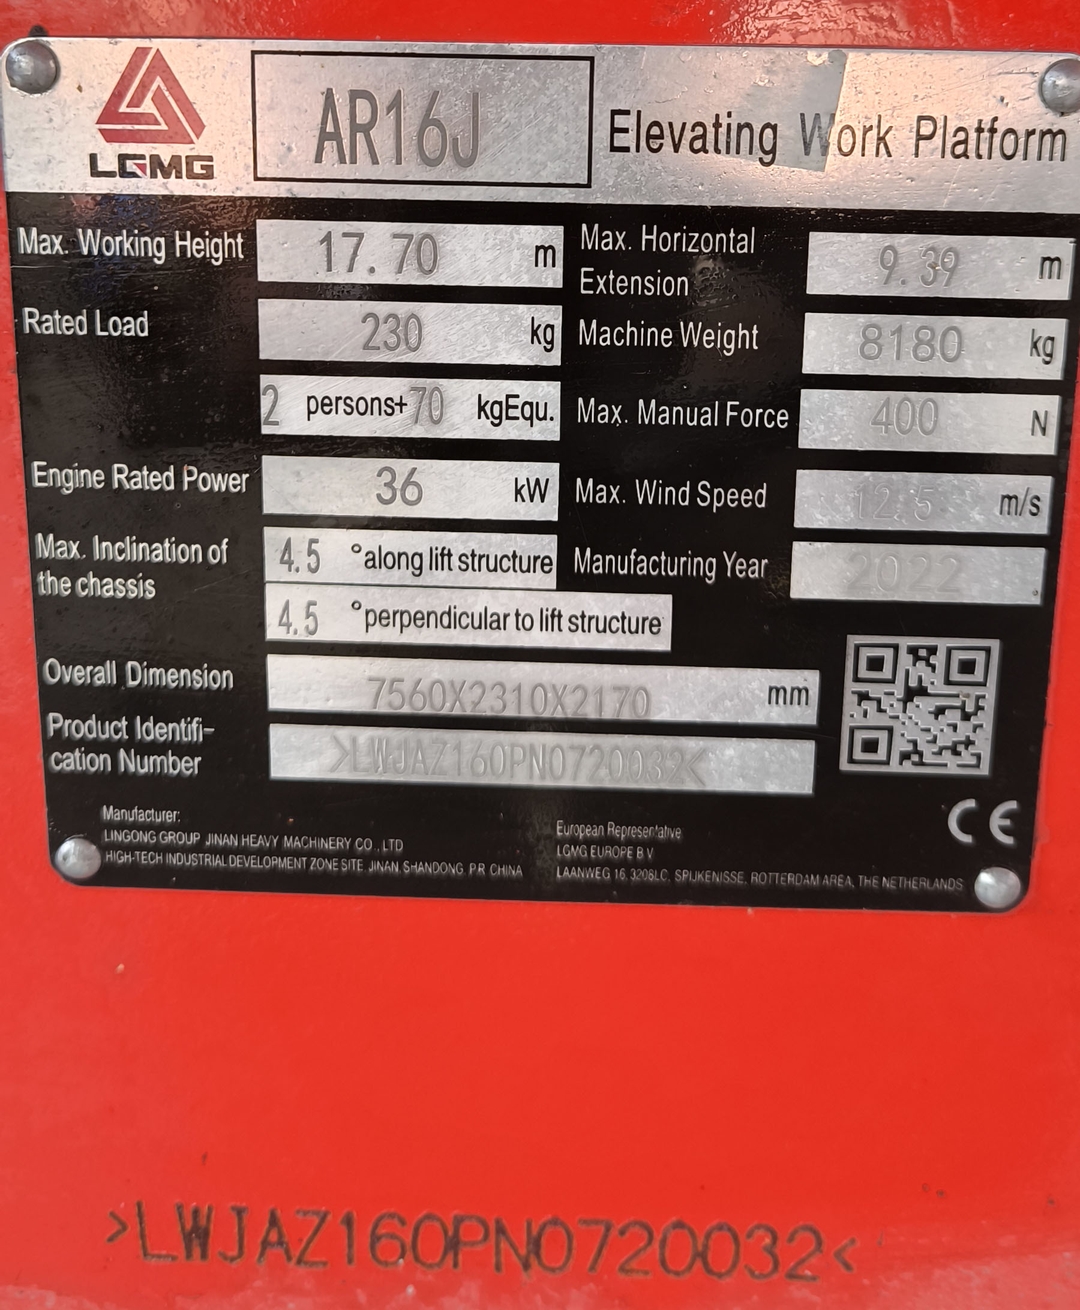 LGMG
AR16J
Elevating Work Platform
Max. Working Height 17.70 m
Max. Horizontal Extension 9.39 m
Rated Load 230 kg
Machine Weight 8180 kg
2 persons+70 kgEqu.
Max. Manual Force 400 N
Engine Rated Power 36 kW
Max. Wind Speed 12.5 m/s
Max. Inclination of the chassis 4.5 °along lift structure
4.5 °perpendicular to lift structure
Manufacturing Year 2022
Overall Dimension 7560X2310X2170 mm
Product Identifi-
cation Number >LWJAZ160PN0720032<
CE
Manufacturer:
LINGONG GROUP JINAN HEAVY MACHINERY CO., LTD
HIGH-TECH INDUSTRIAL DEVELOPMENT ZONE SITE. JINAN. SHANDONG. P.R CHINA
European Representative
LGMG EUROPE B V
LAANWEG 16, 3208LC, SPIJKENISSE, ROTTERDAM AREA, THE NETHERLANDS
>LWJAZ160PN0720032<